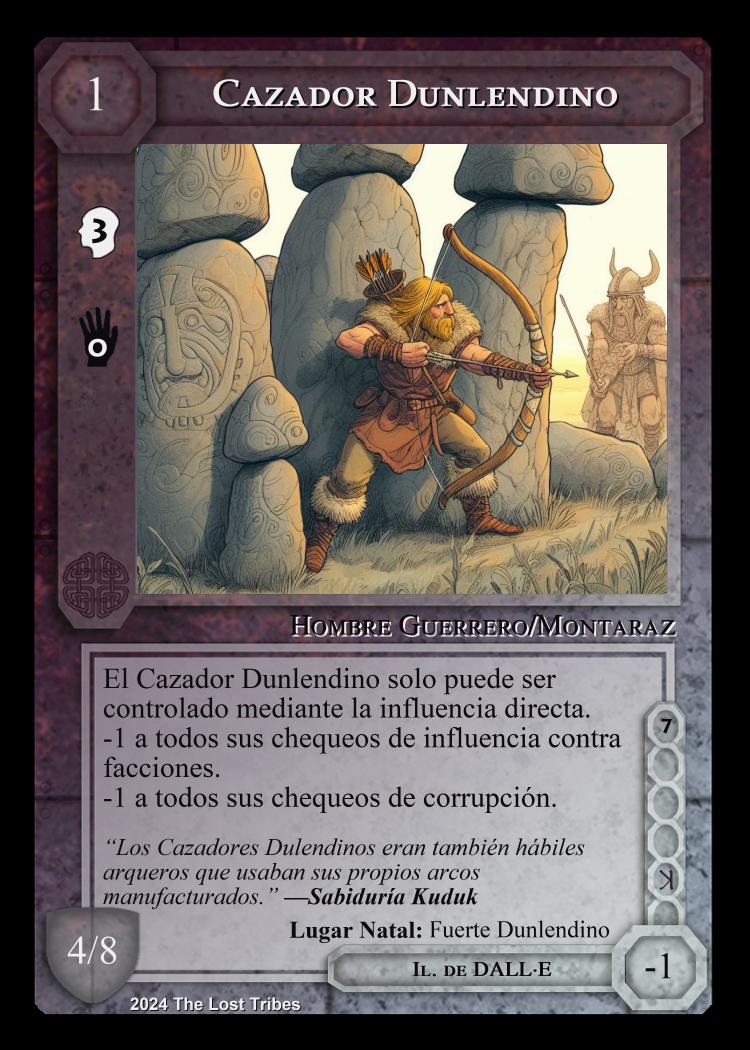 1
Cazador Dunlendino
3
0
Hombre Guerrero/Montaraz
El Cazador Dunlendino solo puede ser
controlado mediante la influencia directa.
-1 a todos sus chequeos de influencia contra
facciones.
-1 a todos sus chequeos de corrupción.
7
“Los Cazadores Dulendinos eran también hábiles
arqueros que usaban sus propios arcos
manufacturados.” —Sabiduría Kuduk
Lugar Natal: Fuerte Dunlendino
4/8
Il. de DALL·E
-1
2024 The Lost Tribes